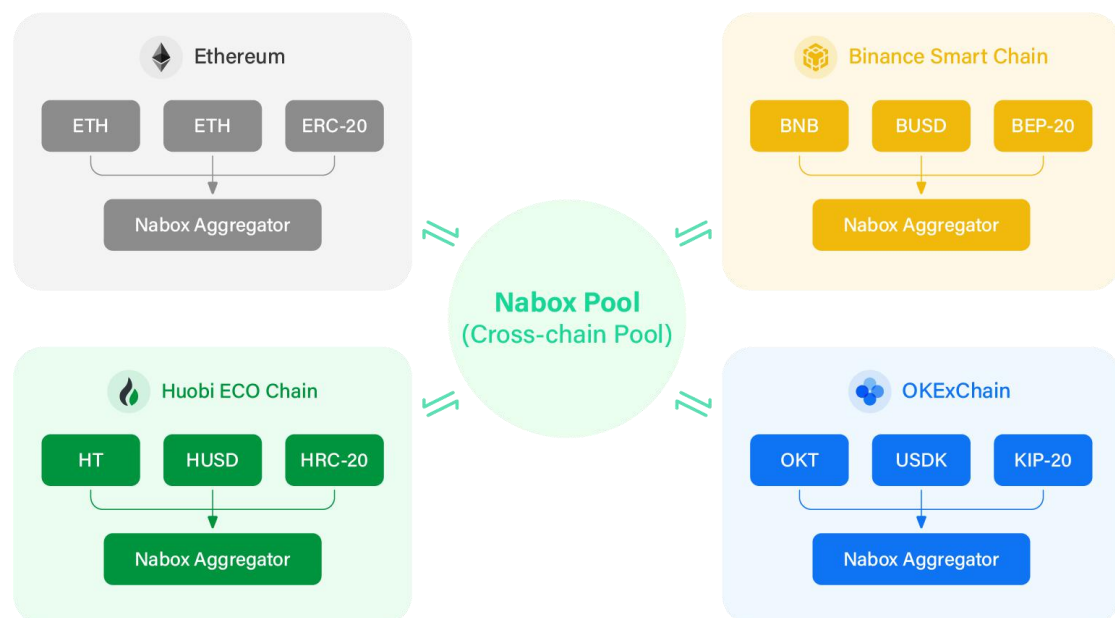 Ethereum
ETH
ETH
ERC-20
Nabox Aggregator
Binance Smart Chain
BNB
BUSD
BEP-20
Nabox Aggregator
Nabox Pool
(Cross-chain Pool)
Huobi ECO Chain
HT
HUSD
HRC-20
Nabox Aggregator
OKExChain
OKT
USDK
KIP-20
Nabox Aggregator